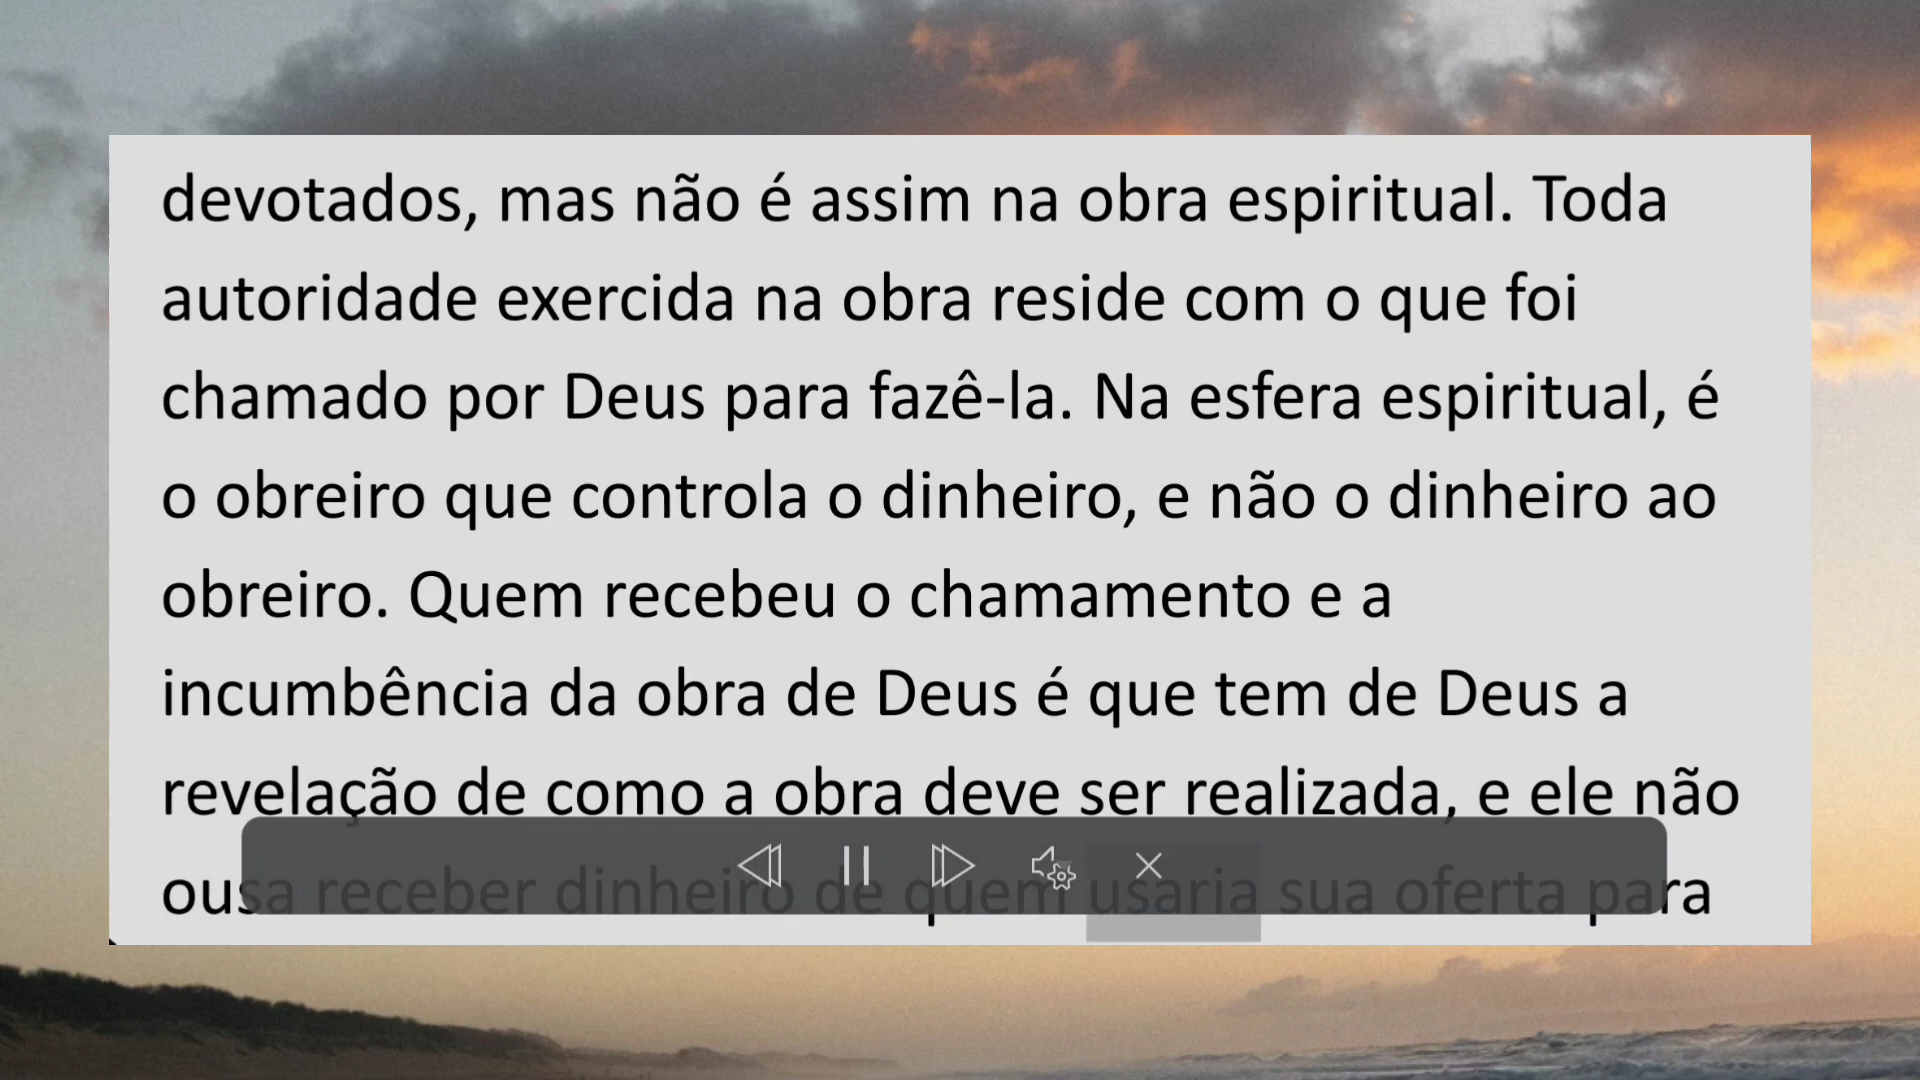 devotados, mas não é assim na obra espiritual. Toda
autoridade exercida na obra reside com o que foi
chamado por Deus para fazê-la. Na esfera espiritual, é
o obreiro que controla o dinheiro, e não o dinheiro ao
obreiro. Quem recebeu o chamamento e a
incumbência da obra de Deus é que tem de Deus a
revelação de como a obra deve ser realizada, e ele não
ousa receber dinheiro de quem usaria sua oferta para